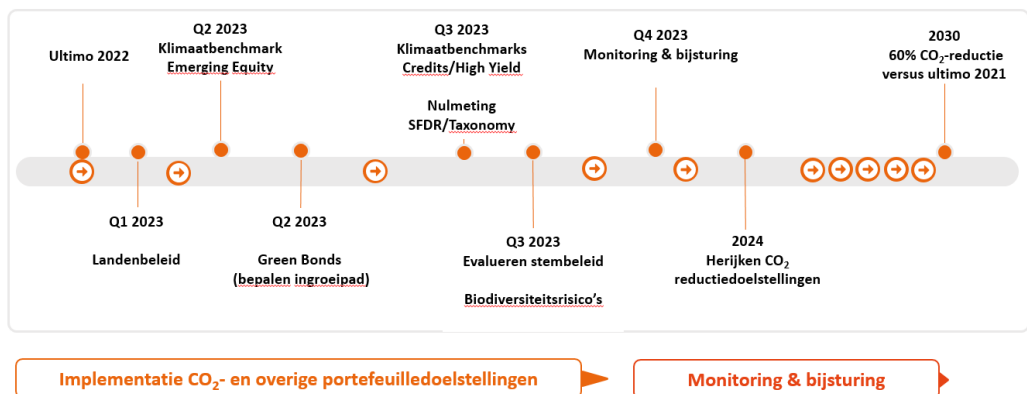 Ultimo 2022
Q2 2023
Klimaatbenchmark
Emerging Equity
Q3 2023
Klimaatbenchmarks
Credits/High Yield
Nulmeting
SFDR/Taxonomy
Q4 2023
Monitoring & bijsturing
2030
60% CO₂-reductie
versus ultimo 2021
Q1 2023
Landenbeleid
Q2 2023
Green Bonds
(bepalen ingroeipad)
Q3 2023
Evalueren stembeleid
Biodiversiteitsrisico's
2024
Herijken CO₂
reductiedoelstellingen
Implementatie CO₂- en overige portefeuilledoelstellingen
Monitoring & bijsturing